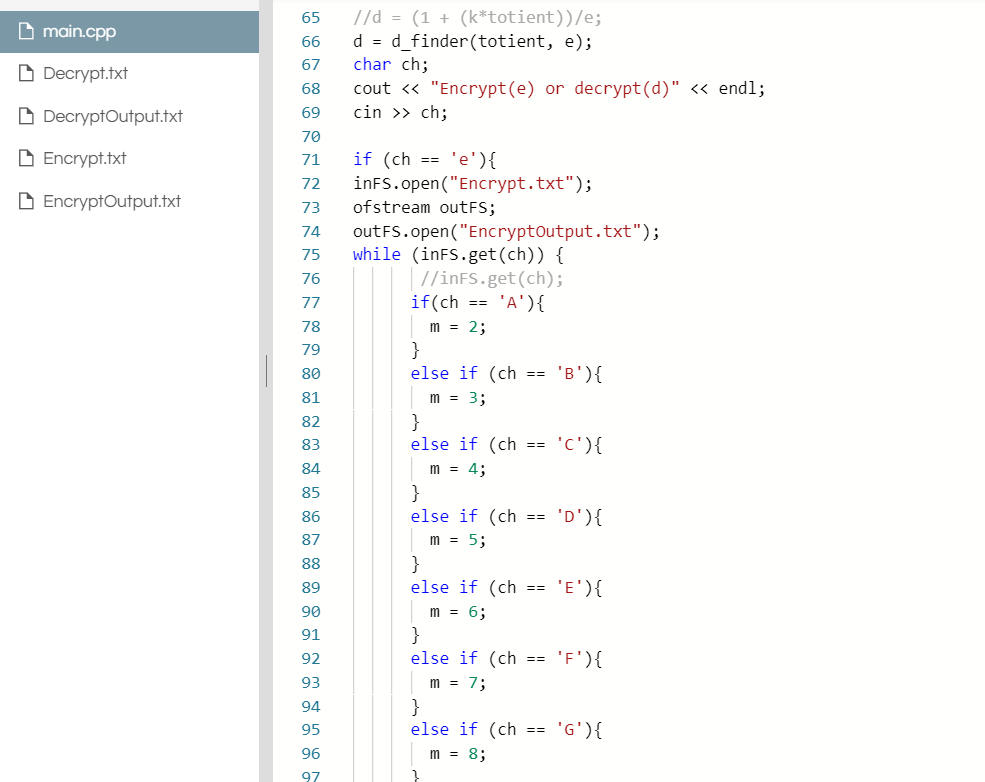 main.cpp
Decrypt.txt
DecryptOutput.txt
Encrypt.txt
EncryptOutput.txt
65 //d = (1 + (k*totient))/e;
66 d = d_finder(totient, e);
67 char ch;
68 cout << "Encrypt(e) or decrypt(d)" << endl;
69 cin >> ch;
70
71 if (ch == 'e'){
72 inFS.open("Encrypt.txt");
73 ofstream outFS;
74 outFS.open("EncryptOutput.txt");
75 while (inFS.get(ch)) {
76 //inFS.get(ch);
77 if(ch == 'A'){
78 m = 2;
79 }
80 else if (ch == 'B'){
81 m = 3;
82 }
83 else if (ch == 'C'){
84 m = 4;
85 }
86 else if (ch == 'D'){
87 m = 5;
88 }
89 else if (ch == 'E'){
90 m = 6;
91 }
92 else if (ch == 'F'){
93 m = 7;
94 }
95 else if (ch == 'G'){
96 m = 8;
97 }